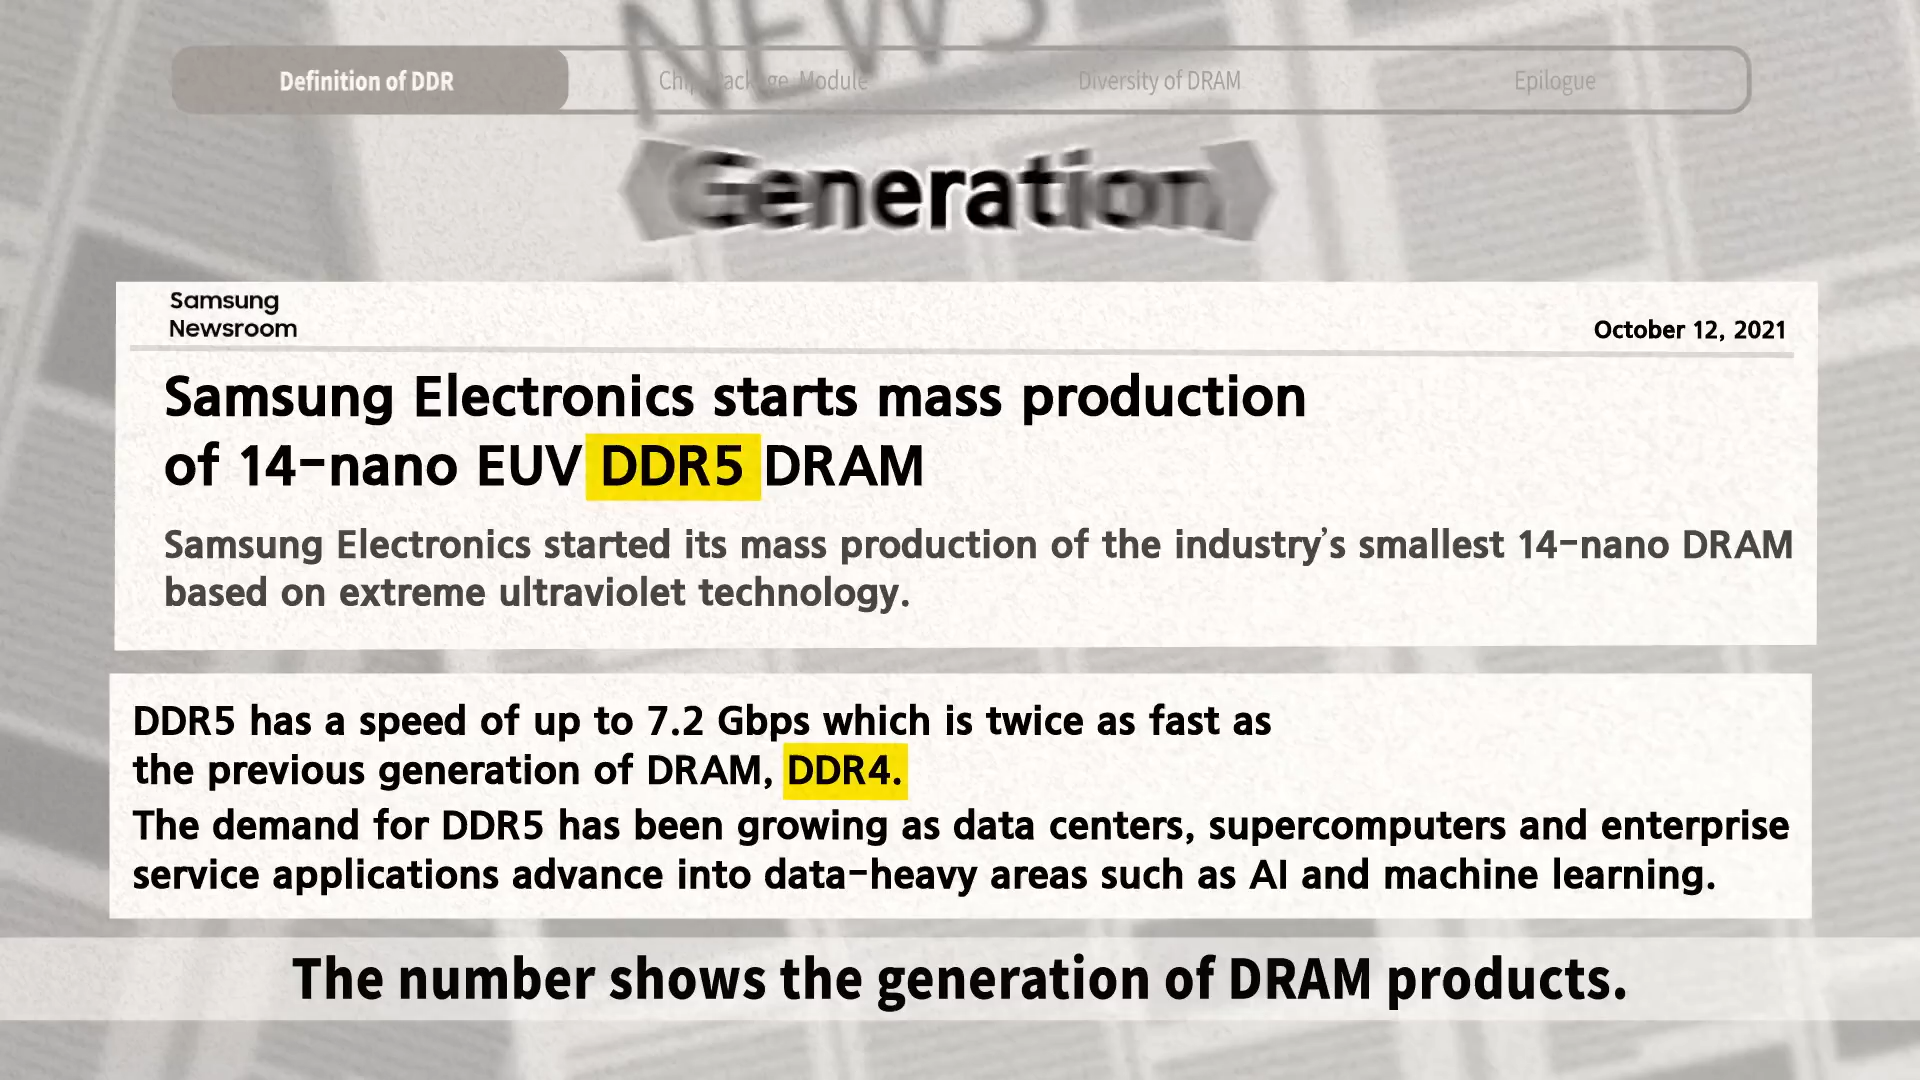 NEWS
Definition of DDR
Chip, Package, Module
Diversity of DRAM
Epilogue
Generation
Samsung
Newsroom
October 12, 2021
Samsung Electronics starts mass production
of 14-nano EUV DDR5 DRAM
Samsung Electronics started its mass production of the industry's smallest 14-nano DRAM
based on extreme ultraviolet technology.
DDR5 has a speed of up to 7.2 Gbps which is twice as fast as
the previous generation of DRAM, DDR4.
The demand for DDR5 has been growing as data centers, supercomputers and enterprise
service applications advance into data-heavy areas such as AI and machine learning.
The number shows the generation of DRAM products.